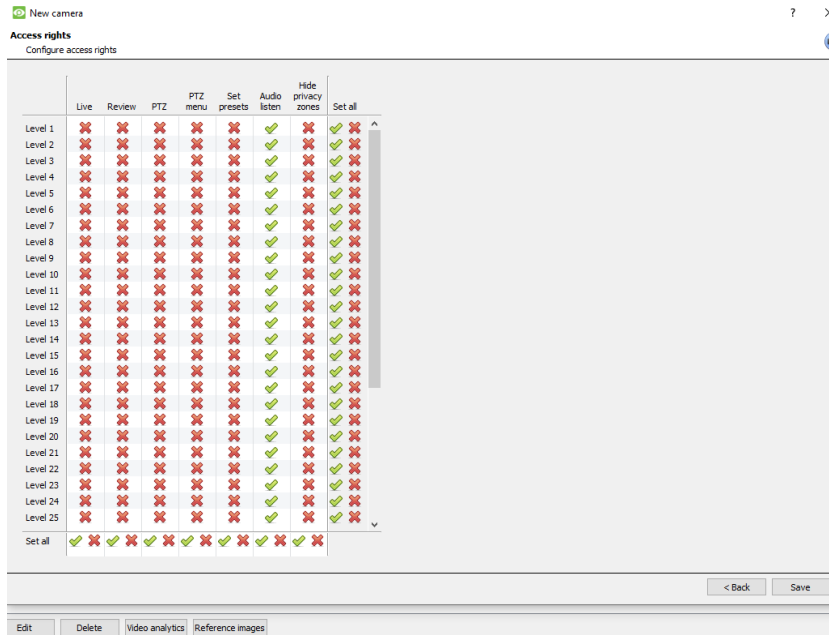 New camera
?
Access rights
Configure access rights
Live Review PTZ PTZ menu Set presets Audio listen Hide privacy zones Set all
Level 1
Level 2
Level 3
Level 4
Level 5
Level 6
Level 7
Level 8
Level 9
Level 10
Level 11
Level 12
Level 13
Level 14
Level 15
Level 16
Level 17
Level 18
Level 19
Level 20
Level 21
Level 22
Level 23
Level 24
Level 25
Set all
< Back Save
Edit Delete Video analytics Reference images